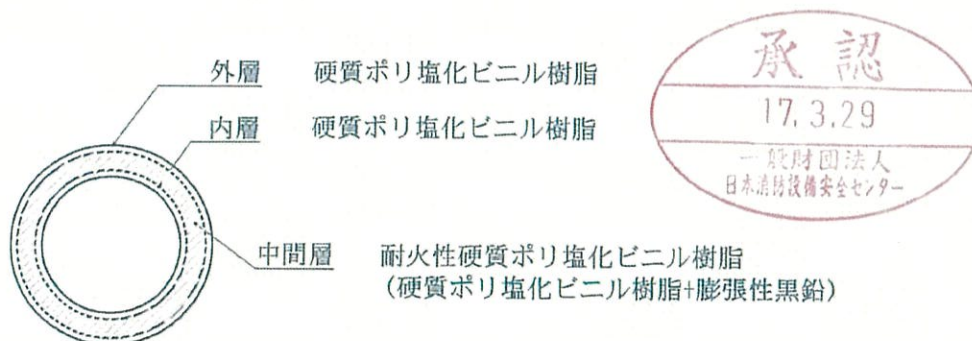 外層 硬質ポリ塩化ビニル樹脂
内層 硬質ポリ塩化ビニル樹脂
中間層 耐火性硬質ポリ塩化ビニル樹脂
（硬質ポリ塩化ビニル樹脂+膨張性黒鉛）
承認
17.3.29
一般財団法人
日本消防設備安全センター